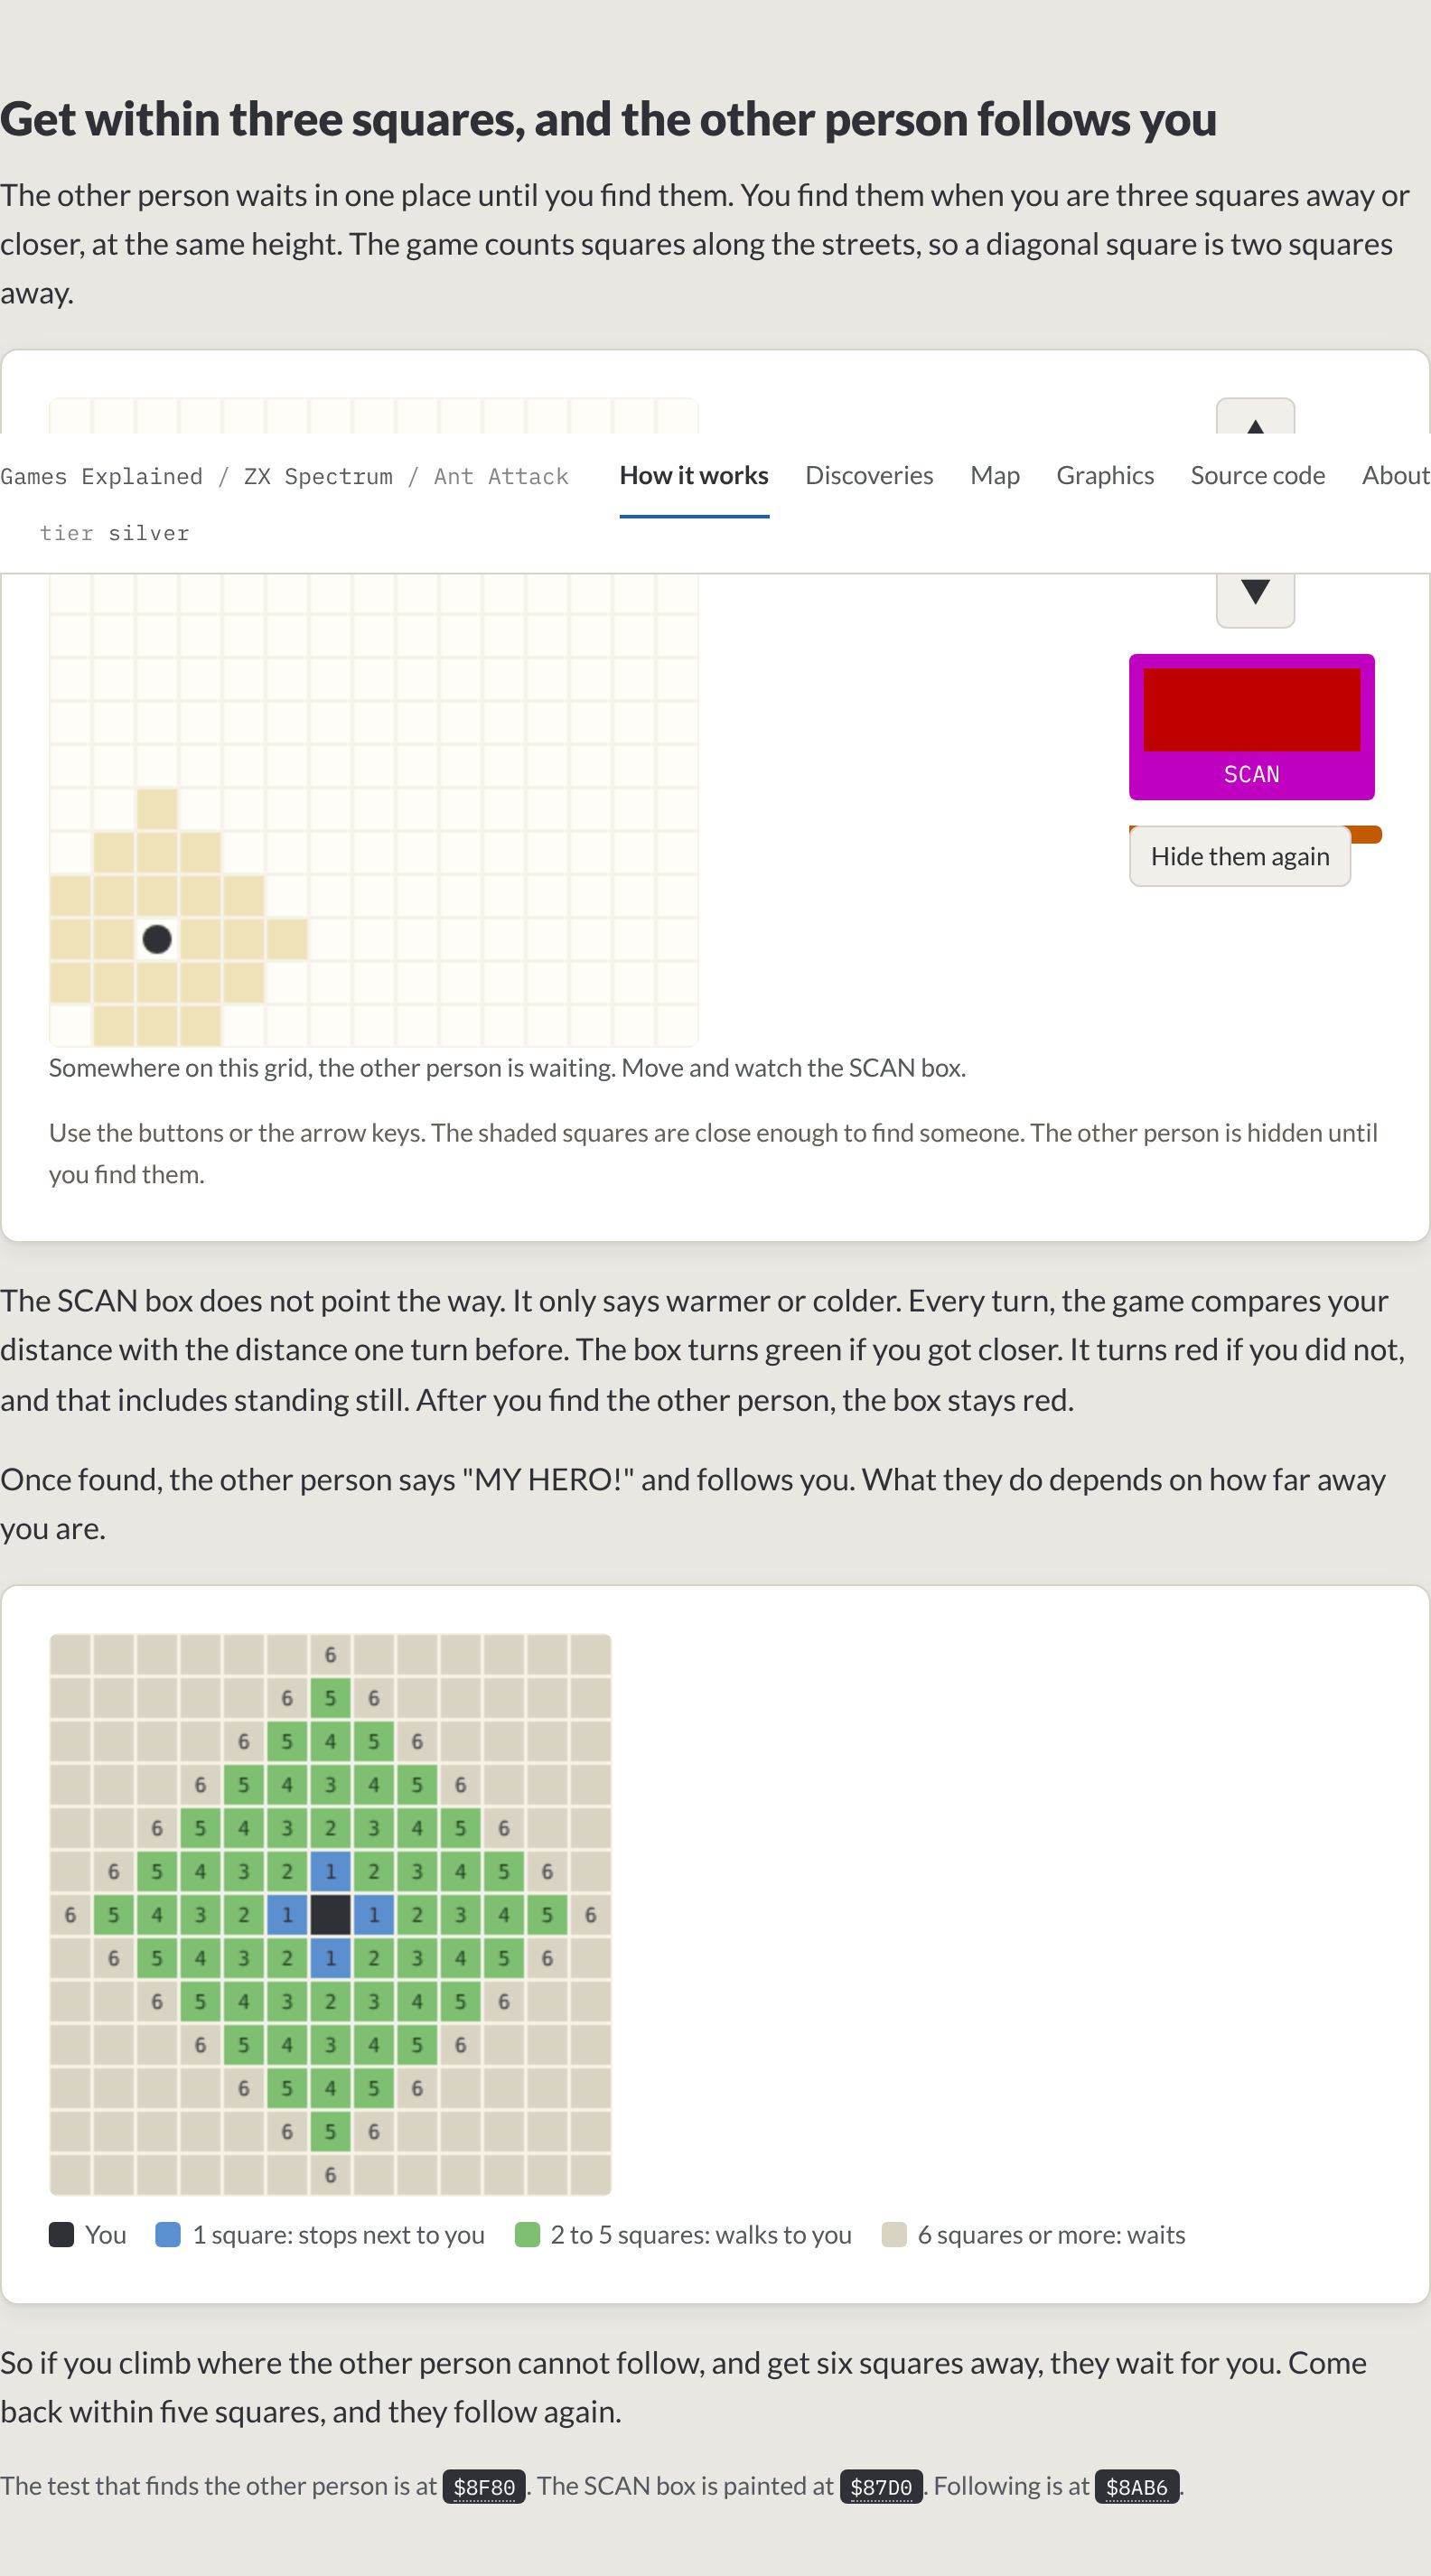 Get within three squares, and the other person follows you
The other person waits in one place until you find them. You find them when you are three squares away or
closer, at the same height. The game counts squares along the streets, so a diagonal square is two squares
away.
Games Explained / ZX Spectrum / Ant Attack How it works Discoveries Map Graphics Source code About
tier silver
SCAN
Hide them again
Somewhere on this grid, the other person is waiting. Move and watch the SCAN box.
Use the buttons or the arrow keys. The shaded squares are close enough to find someone. The other person is hidden until
you find them.
The SCAN box does not point the way. It only says warmer or colder. Every turn, the game compares your
distance with the distance one turn before. The box turns green if you got closer. It turns red if you did not,
and that includes standing still. After you find the other person, the box stays red.
Once found, the other person says "MY HERO!" and follows you. What they do depends on how far away
you are.
6
6 5 6
6 5 4 5 6
6 5 4 3 4 5 6
6 5 4 3 2 3 4 5 6
6 5 4 3 2 1 2 3 4 5 6
6 5 4 3 2 1 1 2 3 4 5 6
6 5 4 3 2 1 2 3 4 5 6
6 5 4 3 2 3 4 5 6
6 5 4 3 4 5 6
6 5 4 5 6
6 5 6
6
You 1 square: stops next to you 2 to 5 squares: walks to you 6 squares or more: waits
So if you climb where the other person cannot follow, and get six squares away, they wait for you. Come
back within five squares, and they follow again.
The test that finds the other person is at $8F80. The SCAN box is painted at $87D0. Following is at $8AB6.